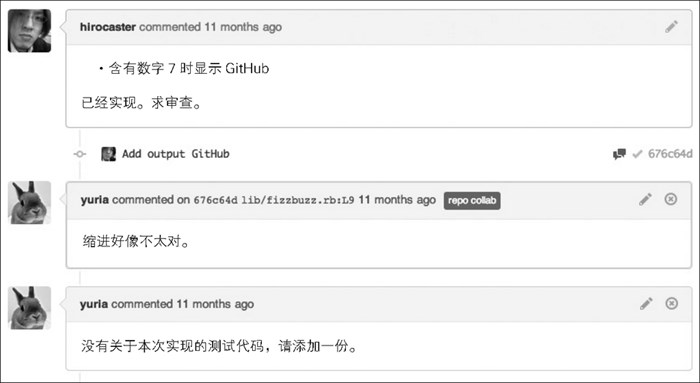 hirocaster commented 11 months ago
• 含有数字 7 时显示 GitHub
已经实现。求审查。
Add output GitHub 676c64d
yuria commented on 676c64d lib/fizzbuzz.rb:L9 11 months ago repo collab
缩进好像不太对。
yuria commented 11 months ago
没有关于本次实现的测试代码，请添加一份。